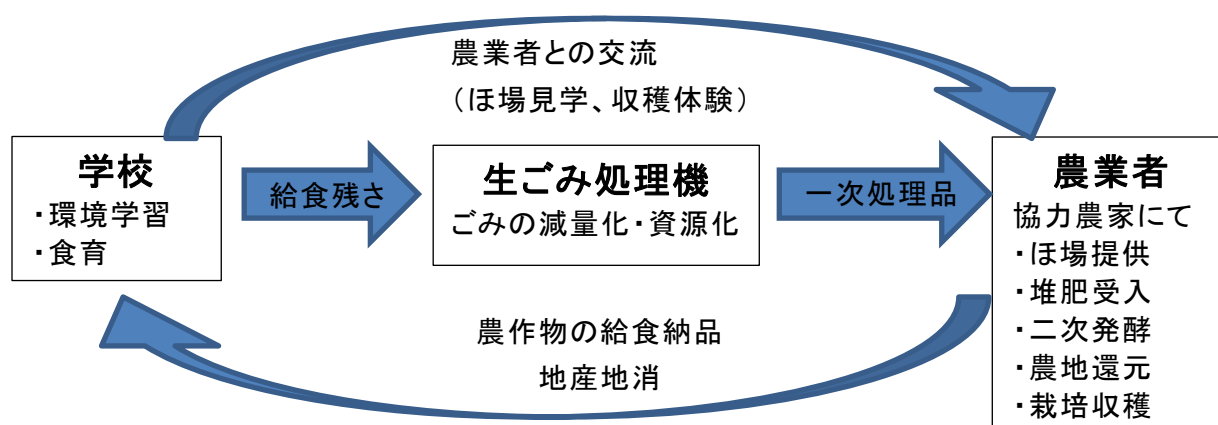 農業者との交流
（ほ場見学、収穫体験）
学校
・環境学習
・食育
給食残さ
生ごみ処理機
ごみの減量化・資源化
一次処理品
農業者
協力農家にて
・ほ場提供
・堆肥受入
・二次発酵
・農地還元
・栽培収穫
農作物の給食納品
地産地消